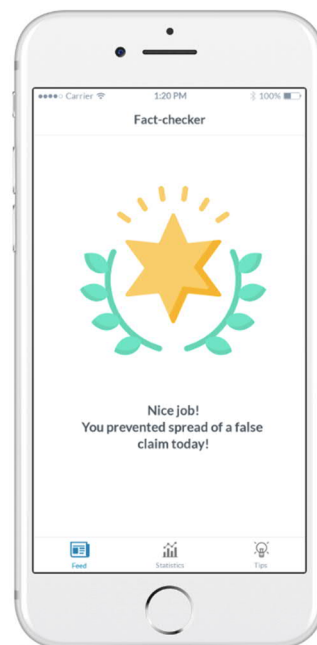 Carrier 1:20 PM 100%
Fact-checker
Nice job!
You prevented spread of a false
claim today!
Feed Statistics Tips